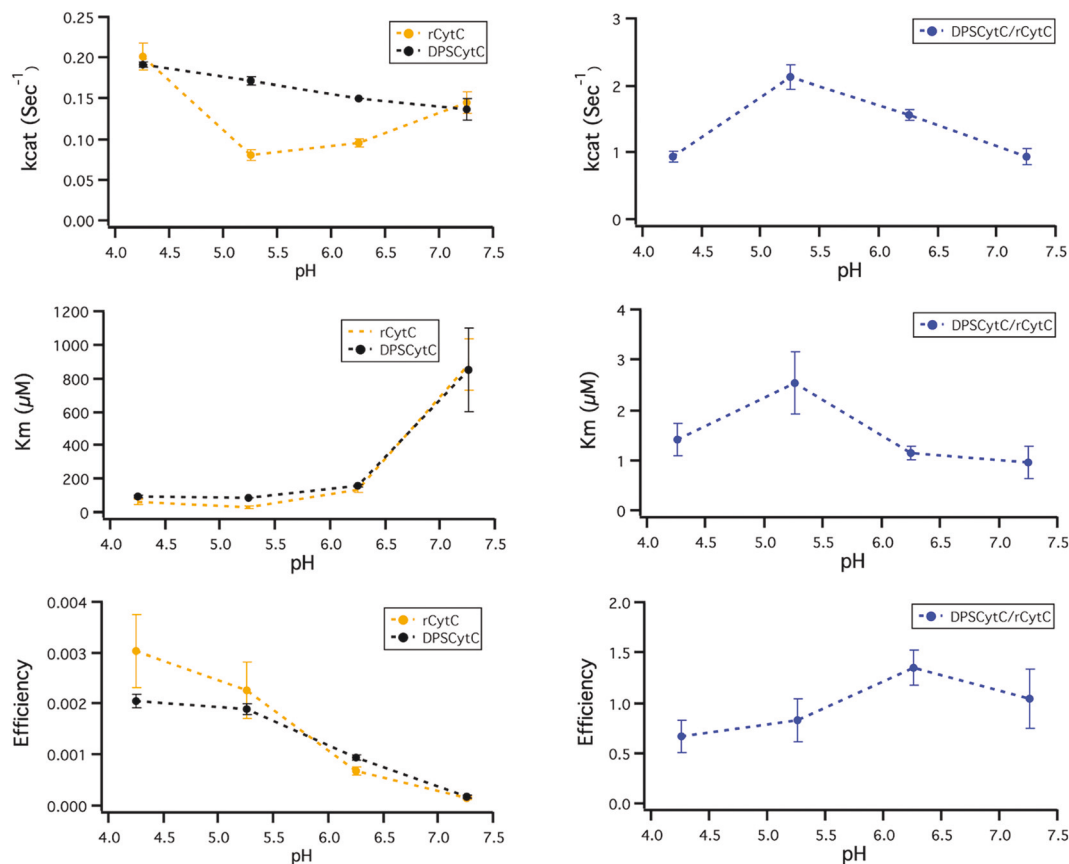 0.25
0.20
0.15
0.10
0.05
0.00
kcat (Sec⁻¹)
rCytC
DPSCytC
4.0 4.5 5.0 5.5 6.0 6.5 7.0 7.5
pH
3
2
1
0
kcat (Sec⁻¹)
DPSCytC/rCytC
4.0 4.5 5.0 5.5 6.0 6.5 7.0 7.5
pH
1200
1000
800
600
400
200
0
Km (µM)
rCytC
DPSCytC
4.0 4.5 5.0 5.5 6.0 6.5 7.0 7.5
pH
4
3
2
1
0
Km (µM)
DPSCytC/rCytC
4.0 4.5 5.0 5.5 6.0 6.5 7.0 7.5
pH
0.004
0.003
0.002
0.001
0.000
Efficiency
rCytC
DPSCytC
4.0 4.5 5.0 5.5 6.0 6.5 7.0 7.5
pH
2.0
1.5
1.0
0.5
0.0
Efficiency
DPSCytC/rCytC
4.0 4.5 5.0 5.5 6.0 6.5 7.0 7.5
pH